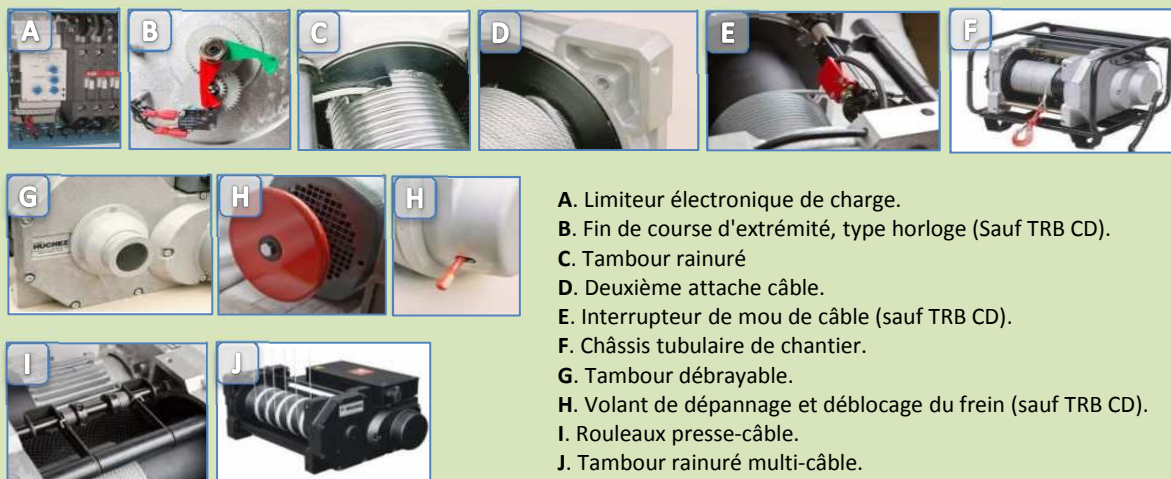 A
B
C
D
E
F
G
H
H
HUCHEZ
I
J
A. Limiteur électronique de charge.
B. Fin de course d'extrémité, type horloge (Sauf TRB CD).
C. Tambour rainuré
D. Deuxième attache câble.
E. Interrupteur de mou de câble (sauf TRB CD).
F. Châssis tubulaire de chantier.
G. Tambour débrayable.
H. Volant de dépannage et déblocage du frein (sauf TRB CD).
I. Rouleaux presse-câble.
J. Tambour rainuré multi-câble.